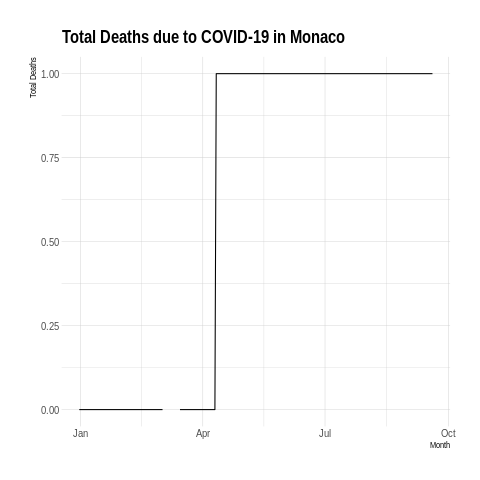 Total Deaths due to COVID-19 in Monaco
Total Deaths
1.00
0.75
0.50
0.25
0.00
Jan Apr Jul Oct
Month